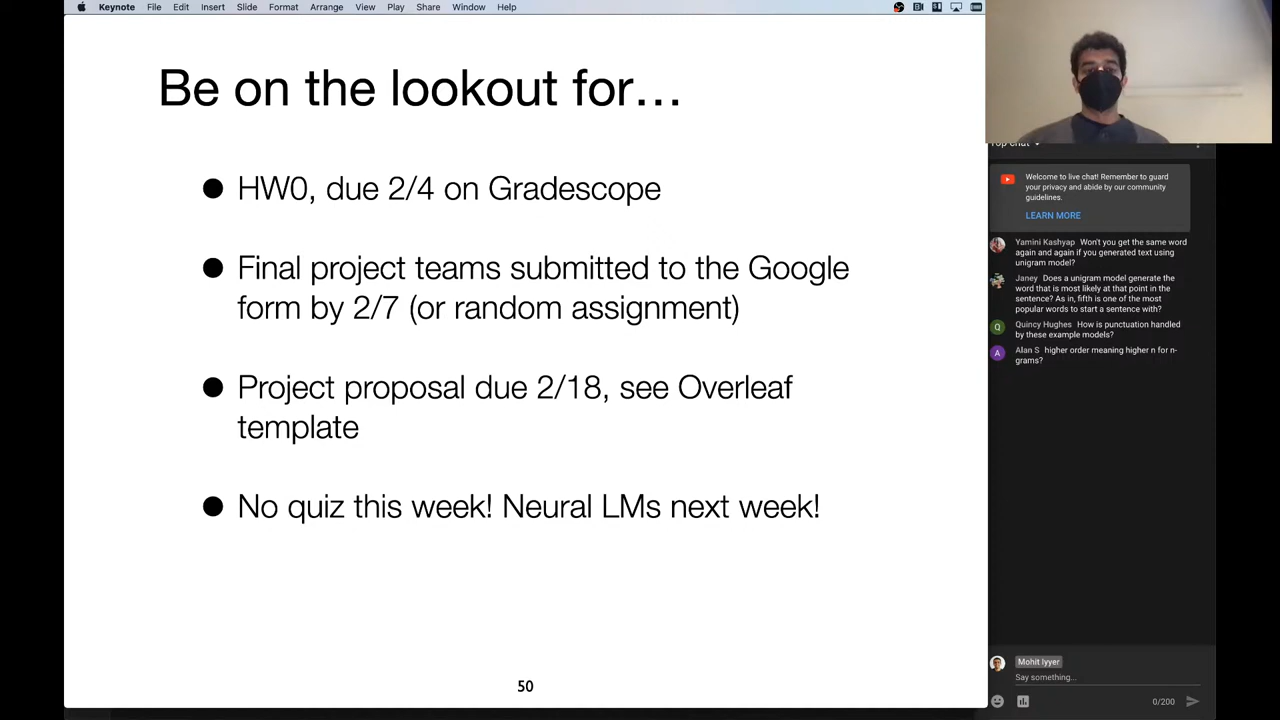 Keynote File Edit Insert Slide Format Arrange View Play Share Window Help
Be on the lookout for…
● HW0, due 2/4 on Gradescope
● Final project teams submitted to the Google
form by 2/7 (or random assignment)
● Project proposal due 2/18, see Overleaf
template
● No quiz this week! Neural LMs next week!
50
Top chat
Welcome to live chat! Remember to guard
your privacy and abide by our community
guidelines.
LEARN MORE
Yamini Kashyap Won't you get the same word
again and again if you generated text using
unigram model?
Janey Does a unigram model generate the
word that is most likely at that point in the
sentence? As in, fifth is one of the most
popular words to start a sentence with?
Q
Quincy Hughes How is punctuation handled
by these example models?
A
Alan S higher order meaning higher n for n-
grams?
Mohit Iyyer
Say something...
0/200